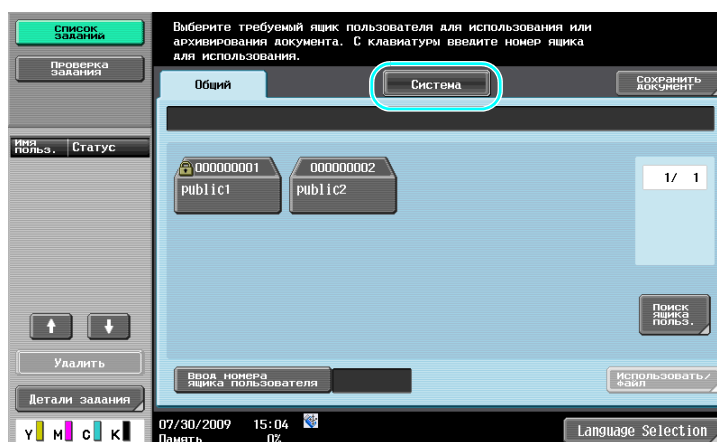 Список
задания
Выберите требуемый ящик пользователя для использования или
архивирования документа. С клавиатуры введите номер ящика
для использования.
Проверка
задания
Общий
Система
Сохранить
документ
Имя
польз.
Статус
000000001
000000002
public1
public2
1/ 1
Поиск
ящика
польз.
Удалить
Ввод номера
ящика пользователя
Использовать/
файл
Детали задания
07/30/2009 15:04
Память 0%
Y M C K
Language Selection